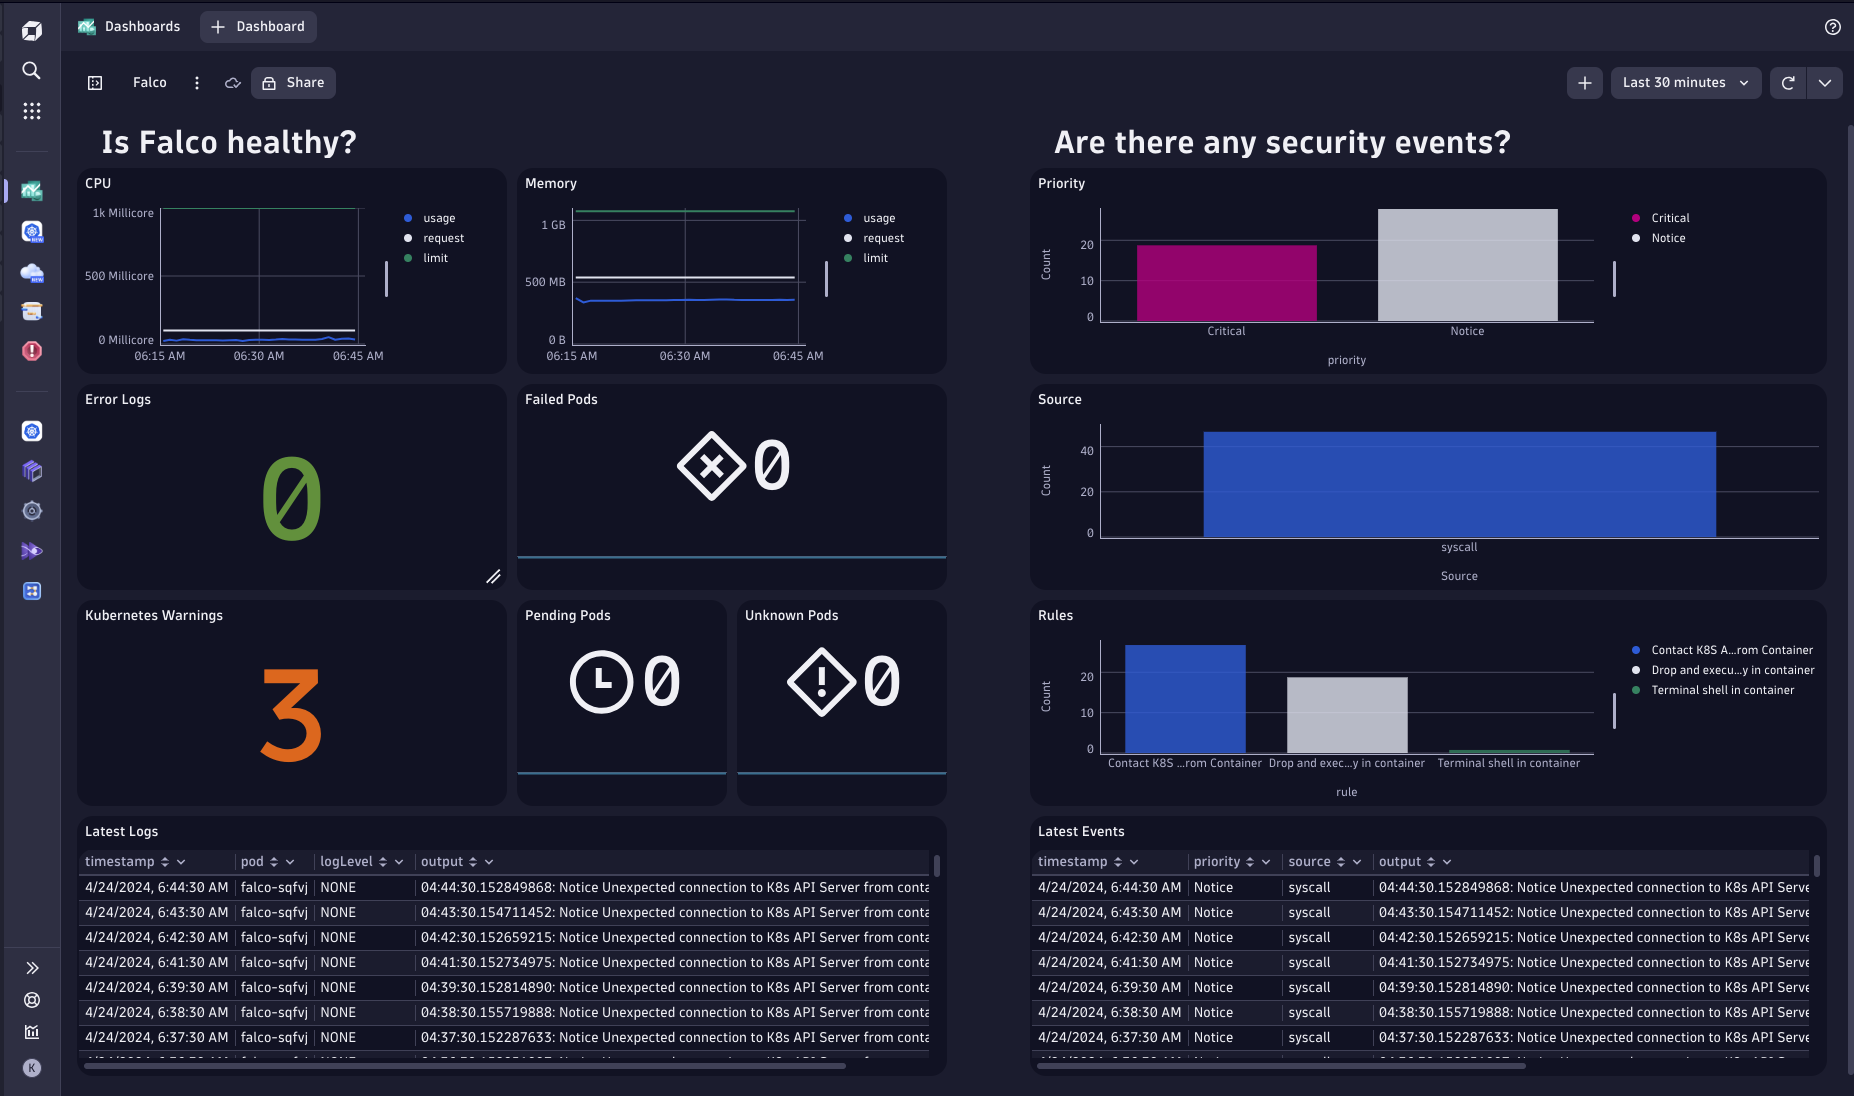 Dashboards
Dashboard
Falco
Share
Last 30 minutes
Is Falco healthy?
CPU
1k Millicore
500 Millicore
0 Millicore
06:15 AM
06:30 AM
06:45 AM
usage
request
limit
Memory
1 GB
500 MB
0 B
06:15 AM
06:30 AM
06:45 AM
usage
request
limit
Error Logs
0
Failed Pods
0
Kubernetes Warnings
3
Pending Pods
0
Unknown Pods
0
Latest Logs
timestamp pod logLevel output
4/24/2024, 6:44:30 AM falco-sqfvj NONE 04:44:30.152849868: Notice Unexpected connection to K8s API Server from conta
4/24/2024, 6:43:30 AM falco-sqfvj NONE 04:43:30.154711452: Notice Unexpected connection to K8s API Server from conta
4/24/2024, 6:42:30 AM falco-sqfvj NONE 04:42:30.152659215: Notice Unexpected connection to K8s API Server from conta
4/24/2024, 6:41:30 AM falco-sqfvj NONE 04:41:30.152734975: Notice Unexpected connection to K8s API Server from conta
4/24/2024, 6:39:30 AM falco-sqfvj NONE 04:39:30.152814890: Notice Unexpected connection to K8s API Server from conta
4/24/2024, 6:38:30 AM falco-sqfvj NONE 04:38:30.155719888: Notice Unexpected connection to K8s API Server from conta
4/24/2024, 6:37:30 AM falco-sqfvj NONE 04:37:30.152287633: Notice Unexpected connection to K8s API Server from conta
Are there any security events?
Priority
Count
20
10
0
Critical
Notice
priority
Critical
Notice
Source
Count
40
20
0
syscall
Source
Rules
Count
20
10
0
Contact K8S ...rom Container
Drop and exec...y in container
Terminal shell in container
rule
Contact K8S A...rom Container
Drop and execu...y in container
Terminal shell in container
Latest Events
timestamp priority source output
4/24/2024, 6:44:30 AM Notice syscall 04:44:30.152849868: Notice Unexpected connection to K8s API Serve
4/24/2024, 6:43:30 AM Notice syscall 04:43:30.154711452: Notice Unexpected connection to K8s API Serve
4/24/2024, 6:42:30 AM Notice syscall 04:42:30.152659215: Notice Unexpected connection to K8s API Serve
4/24/2024, 6:41:30 AM Notice syscall 04:41:30.152734975: Notice Unexpected connection to K8s API Serve
4/24/2024, 6:39:30 AM Notice syscall 04:39:30.152814890: Notice Unexpected connection to K8s API Serve
4/24/2024, 6:38:30 AM Notice syscall 04:38:30.155719888: Notice Unexpected connection to K8s API Serve
4/24/2024, 6:37:30 AM Notice syscall 04:37:30.152287633: Notice Unexpected connection to K8s API Serve
NEW
NEW
K